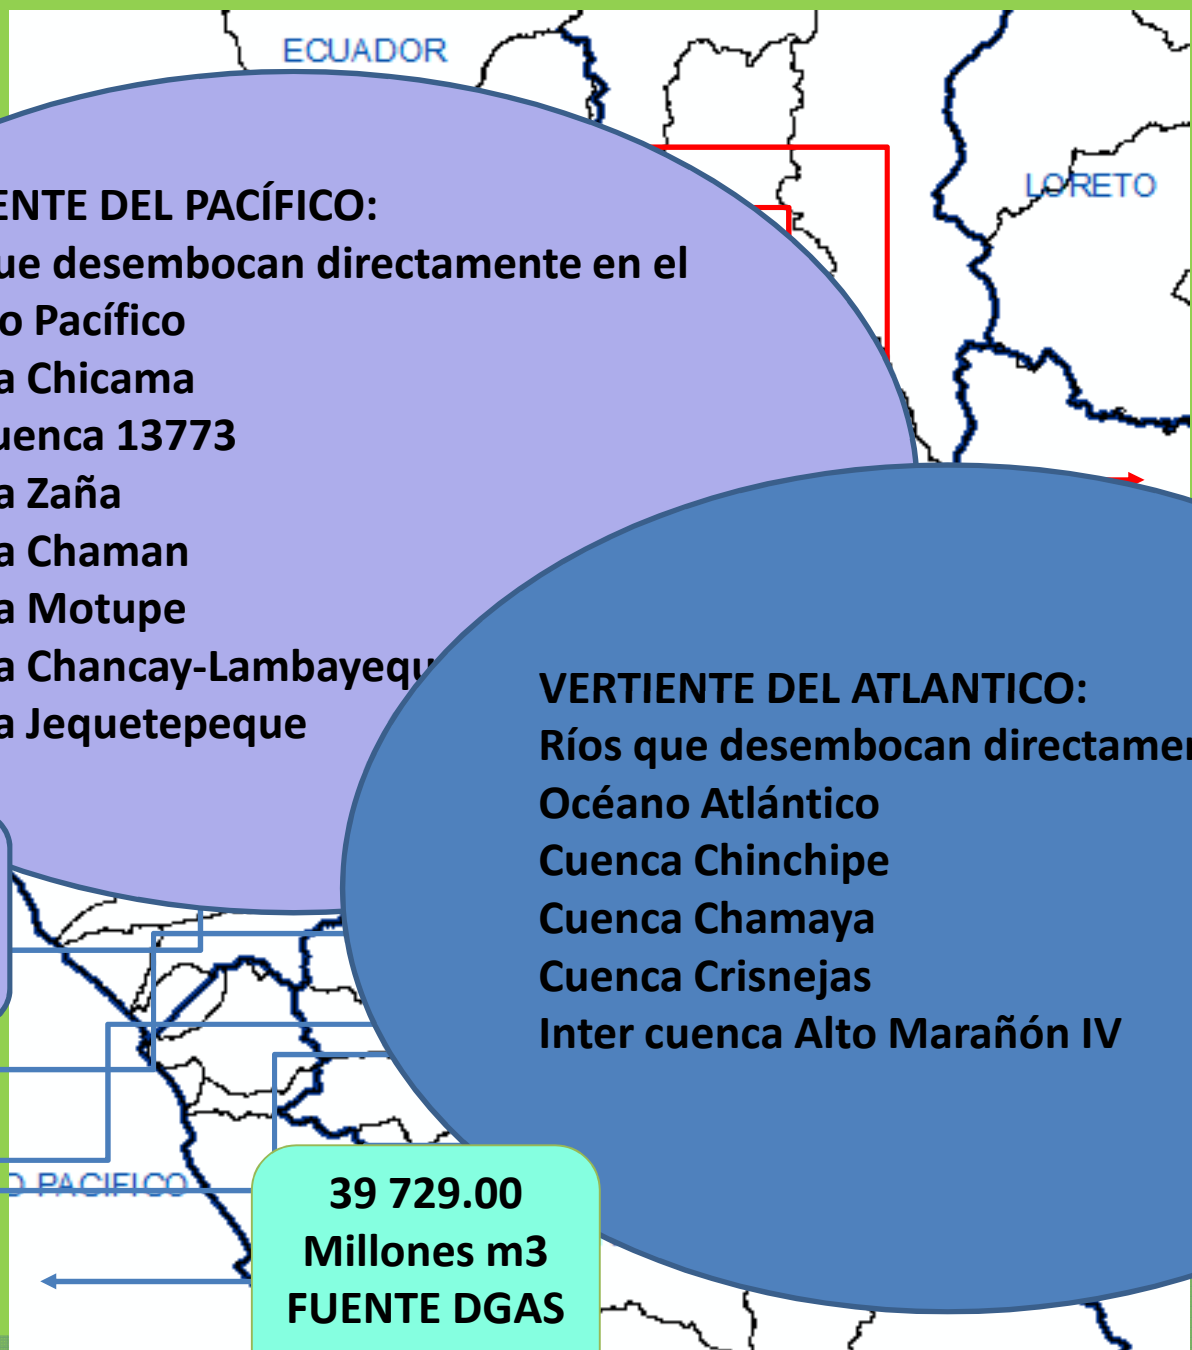 ECUADOR
LORETO
ENTE DEL PACÍFICO:
ue desembocan directamente en el
o Pacífico
a Chicama
uenca 13773
a Zaña
a Chaman
a Motupe
a Chancay-Lambayequ
a Jequetepeque
VERTIENTE DEL ATLANTICO:
Ríos que desembocan directamen
Océano Atlántico
Cuenca Chinchipe
Cuenca Chamaya
Cuenca Crisnejas
Inter cuenca Alto Marañón IV
O PACIFICO
39 729.00
Millones m3
FUENTE DGAS